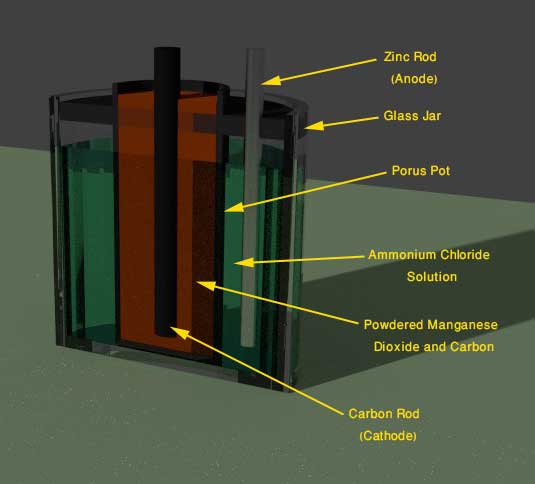 Zinc Rod
(Anode)
Glass Jar
Porus Pot
Ammonium Chloride
Solution
Powdered Manganese
Dioxide and Carbon
Carbon Rod
(Cathode)